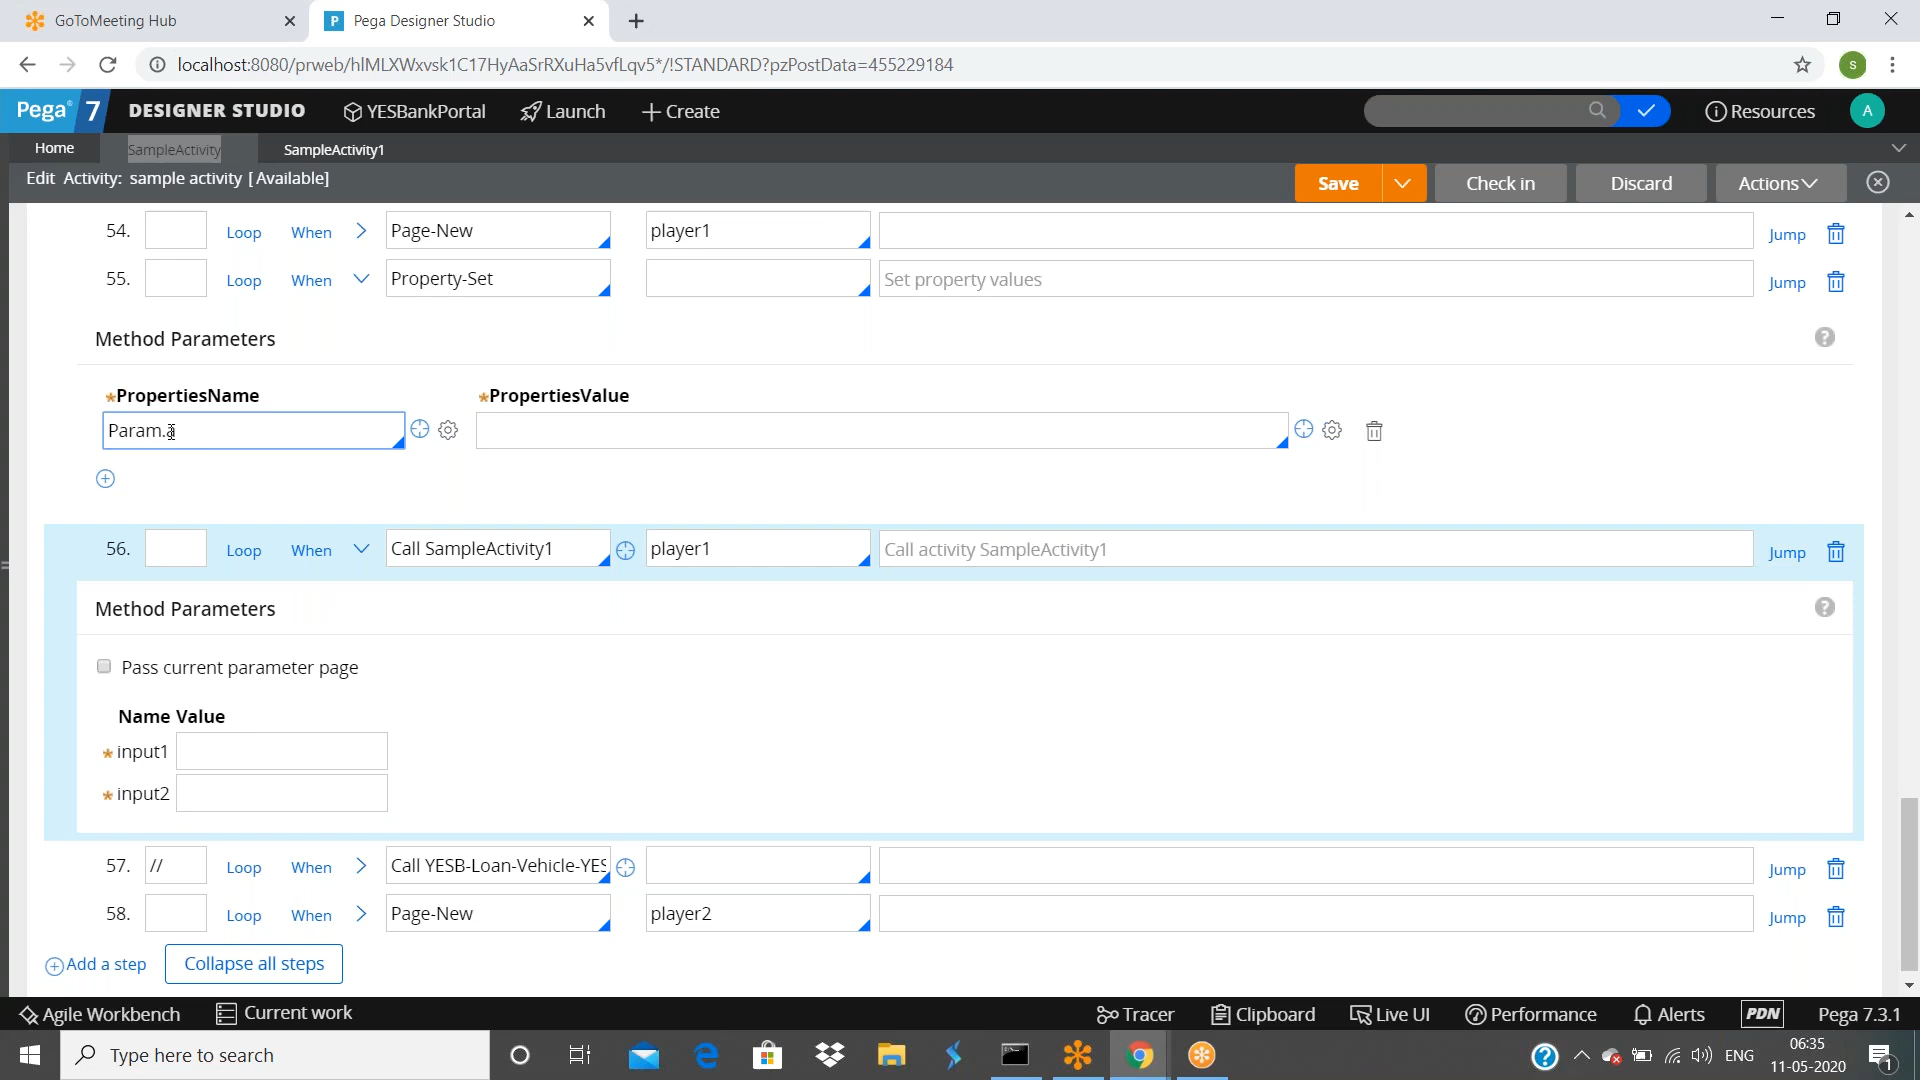 GoToMeeting Hub
Pega Designer Studio
localhost:8080/prweb/hIMLXWxvsk1C17HyAaSrRXuHa5vfLqv5*/!STANDARD?pzPostData=455229184
s
Pega 7 DESIGNER STUDIO YESBankPortal Launch Create Resources A
Home SampleActivity SampleActivity1
Edit Activity: sample activity [Available] Save Check in Discard Actions
54. Loop When Page-New player1 Jump
55. Loop When Property-Set Set property values Jump
Method Parameters ?
*PropertiesName *PropertiesValue
Param.a
56. Loop When Call SampleActivity1 player1 Call activity SampleActivity1 Jump
Method Parameters ?
Pass current parameter page
Name Value
* input1
* input2
57. // Loop When Call YESB-Loan-Vehicle-YES Jump
58. Loop When Page-New player2 Jump
Add a step Collapse all steps
Agile Workbench Current work Tracer Clipboard Live UI Performance Alerts PDN Pega 7.3.1
Type here to search ENG 06:35
11-05-2020
1